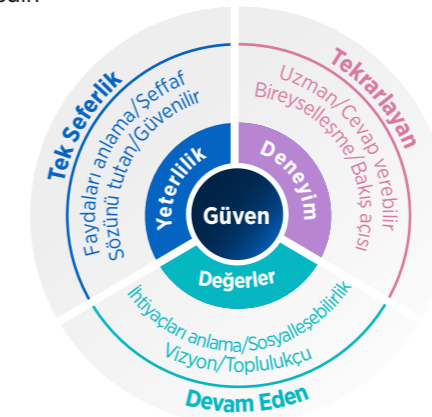 Tek Seferlik
Faydaları anlama/Şeffaf
Sözünü tutan/Güvenilir
Yeterlilik
Tekrarlayan
Uzman/Cevap verebilir
Bireyselleşme/Bakış açısı
Deneyim
Güven
Değerler
İhtiyaçları anlama/Sosyalleşebilirlik
Vizyon/Toplulukçu
Devam Eden